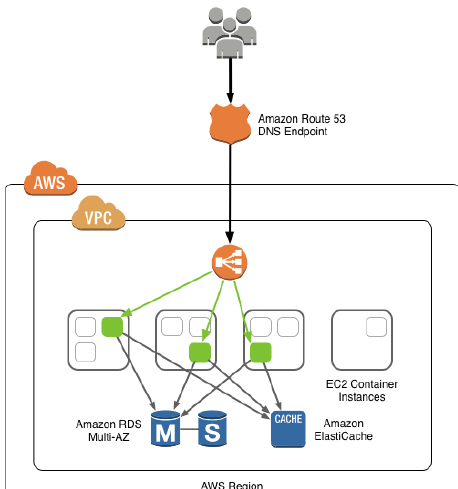 Amazon Route 53
DNS Endpoint
AWS
VPC
EC2 Container
Instances
Amazon RDS
Multi-AZ
M
S
CACHE
Amazon
ElastiCache
AWS Region